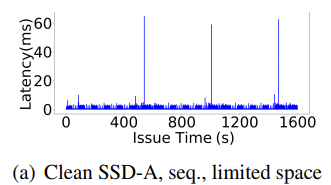 Latency(ms)
60
40
20
0
0 400 800 1200 1600
Issue Time (s)
(a) Clean SSD-A, seq., limited space